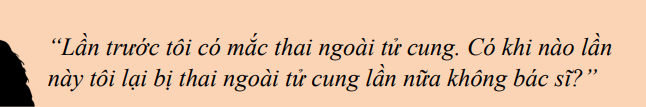 “Lần trước tôi có mắc thai ngoài tử cung. Có khi nào lần
này tôi lại bị thai ngoài tử cung lần nữa không bác sĩ?”